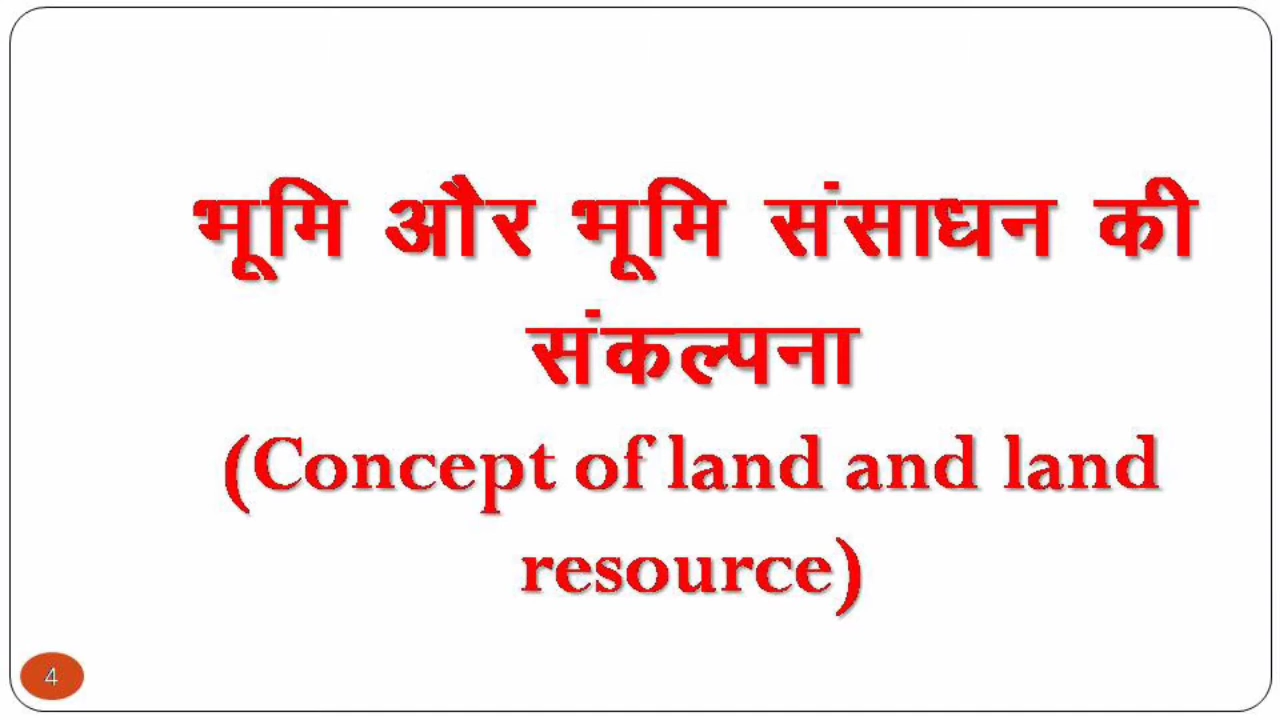 भूमि और भूमि संसाधन की
संकल्पना
(Concept of land and land
resource)
4